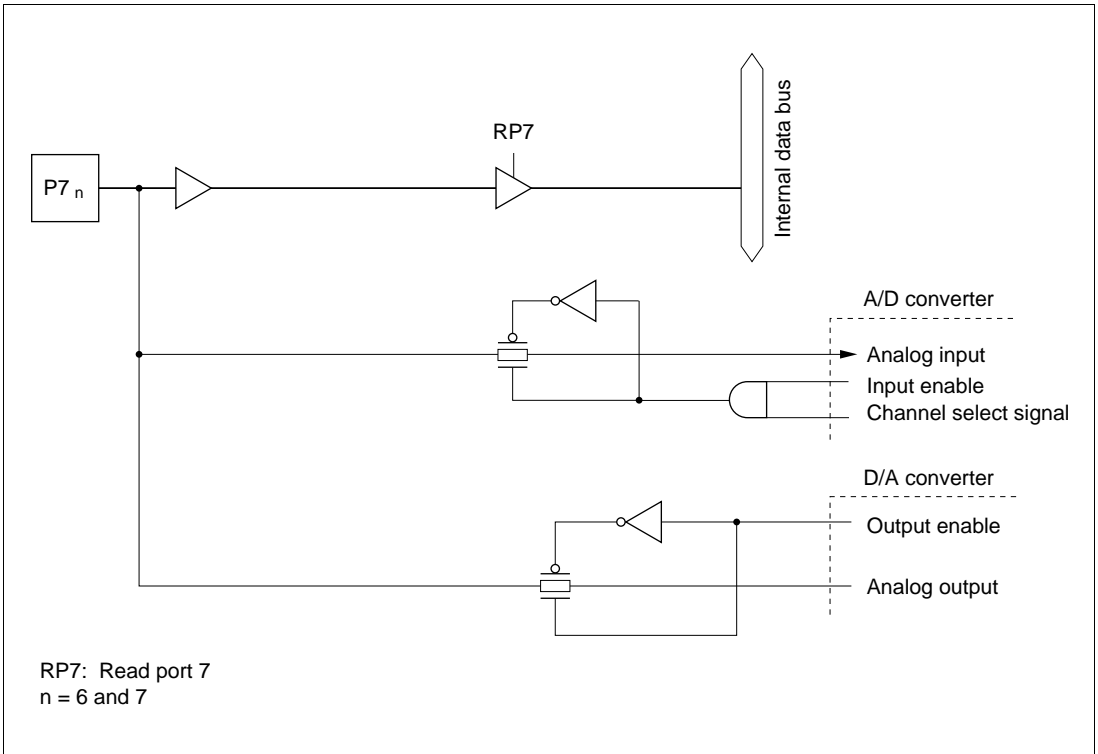 RP7
P7 n
Internal data bus
A/D converter
Analog input
Input enable
Channel select signal
D/A converter
Output enable
Analog output
RP7: Read port 7
n = 6 and 7